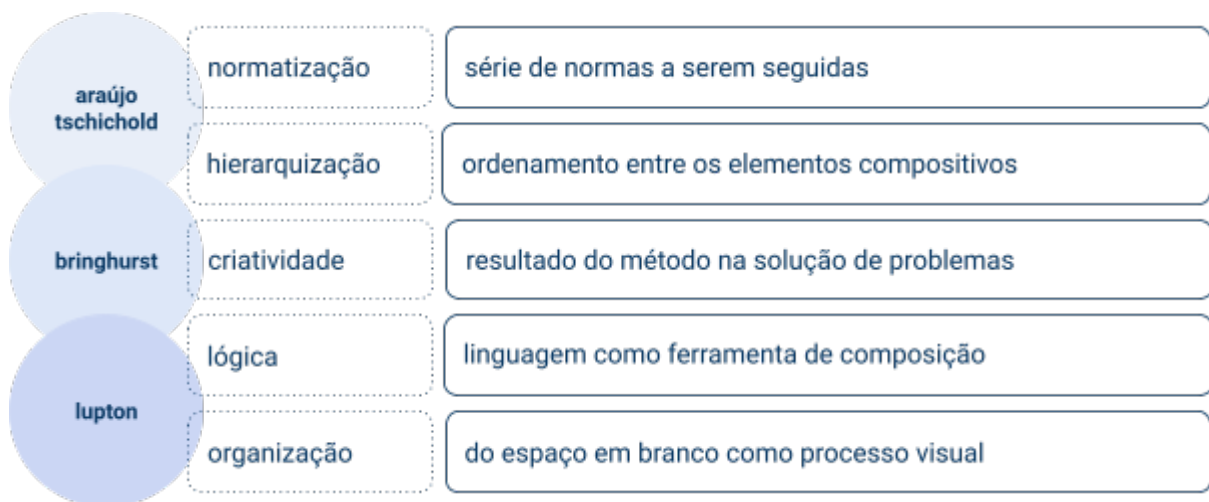 araújo
tschichold
normatização
série de normas a serem seguidas
hierarquização
ordenamento entre os elementos compositivos
bringhurst
criatividade
resultado do método na solução de problemas
lógica
linguagem como ferramenta de composição
lupton
organização
do espaço em branco como processo visual